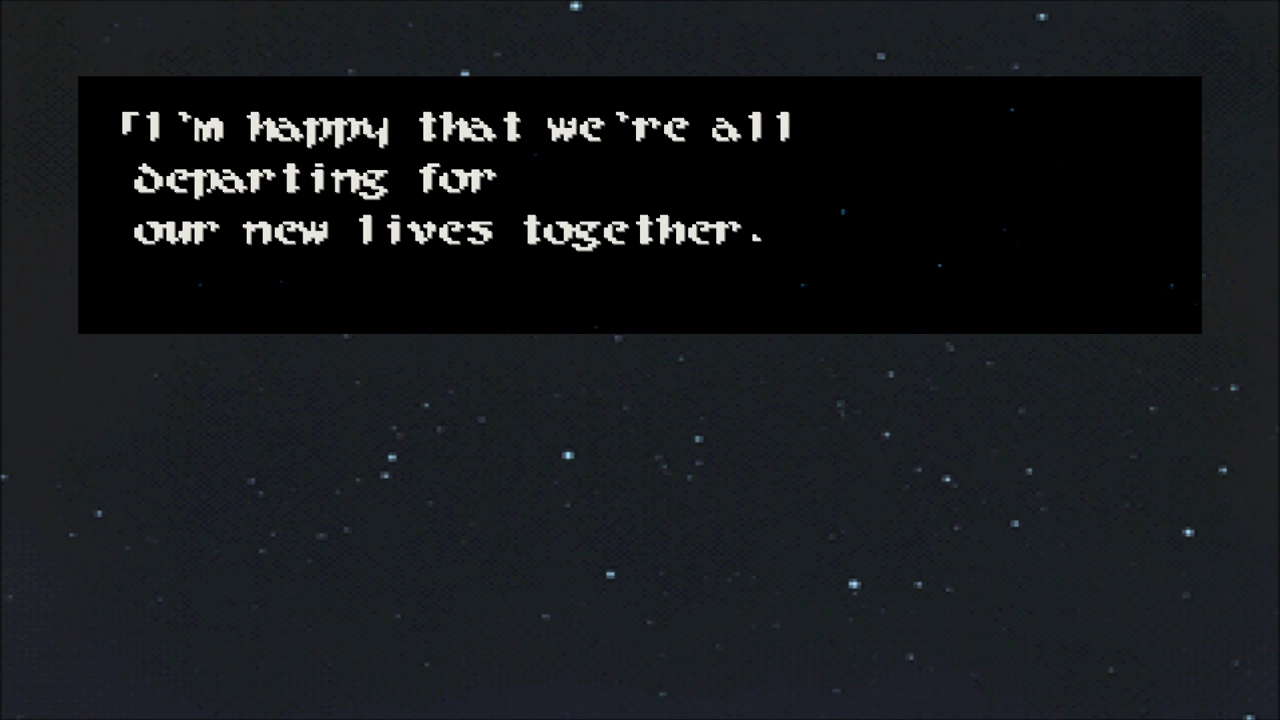 「I'm happy that we're all
departing for
our new lives together.